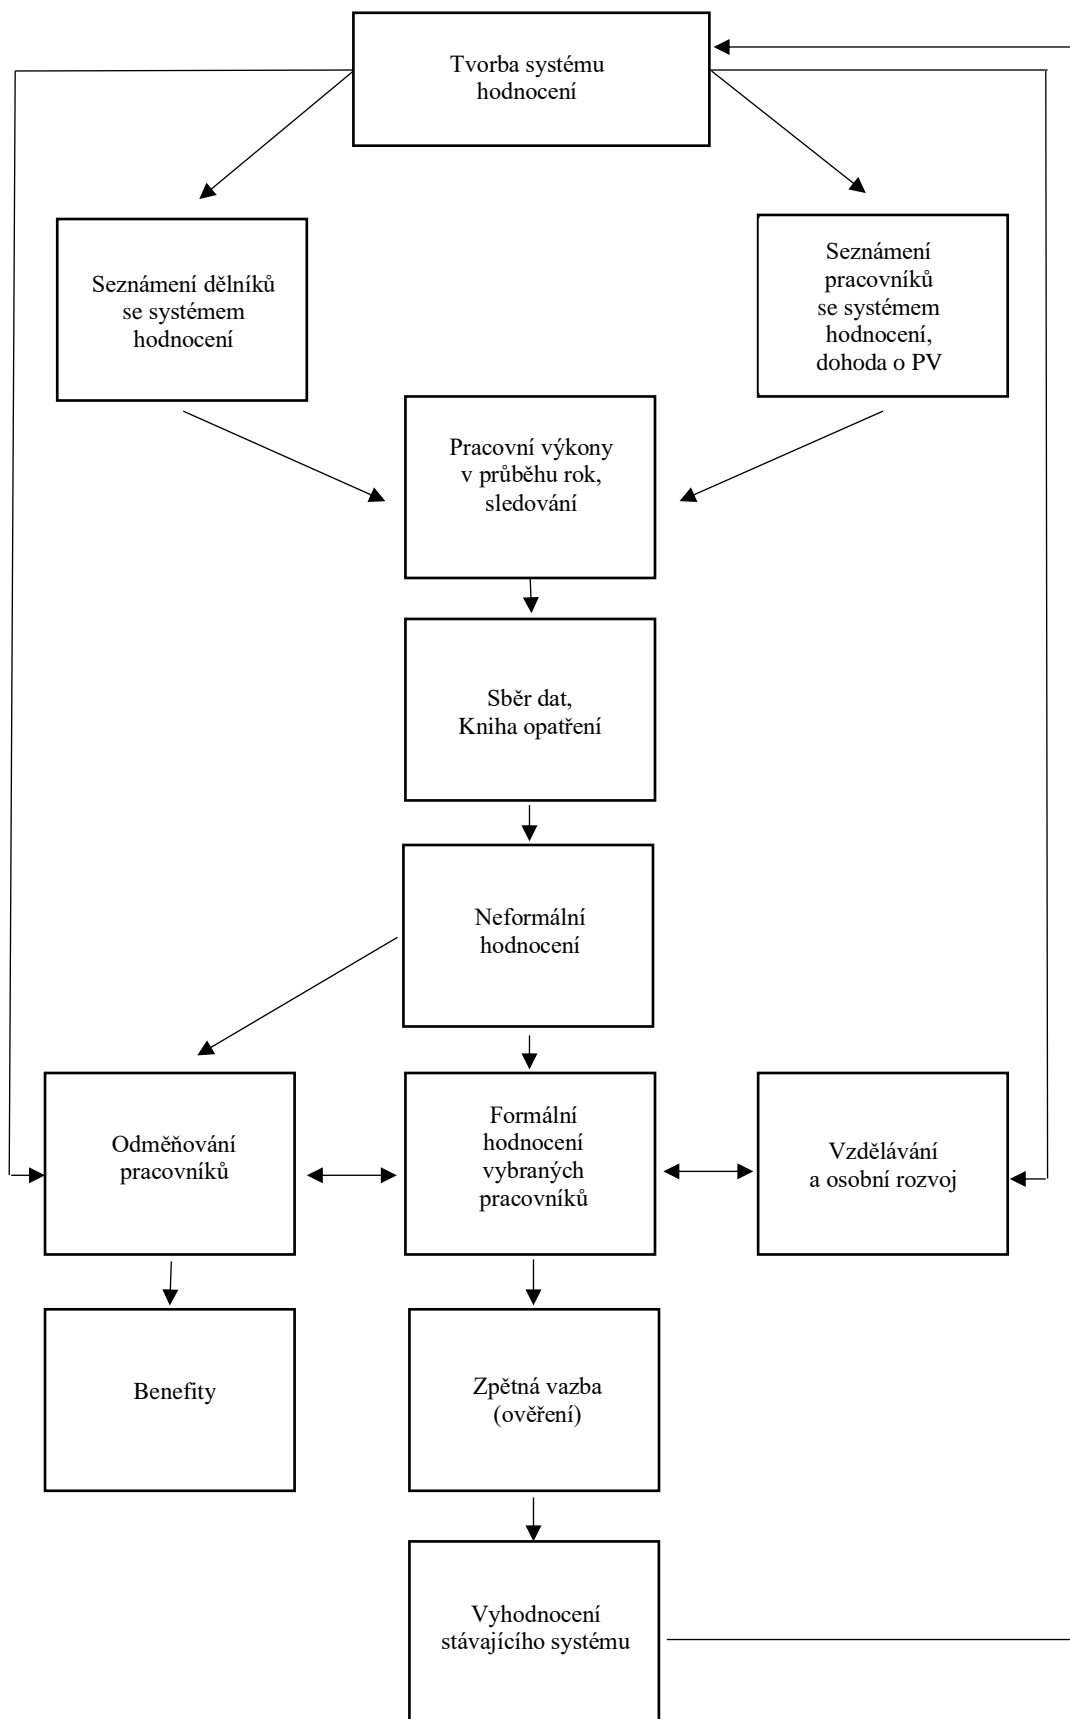 Tvorba systému
hodnocení
Seznámení dělníků
se systémem
hodnocení
Seznámení
pracovníků
se systémem
hodnocení,
dohoda o PV
Pracovní výkony
v průběhu rok,
sledování
Sběr dat,
Kniha opatření
Neformální
hodnocení
Odměňování
pracovníků
Formální
hodnocení
vybraných
pracovníků
Vzdělávání
a osobní rozvoj
Benefity
Zpětná vazba
(ověření)
Vyhodnocení
stávajícího systému